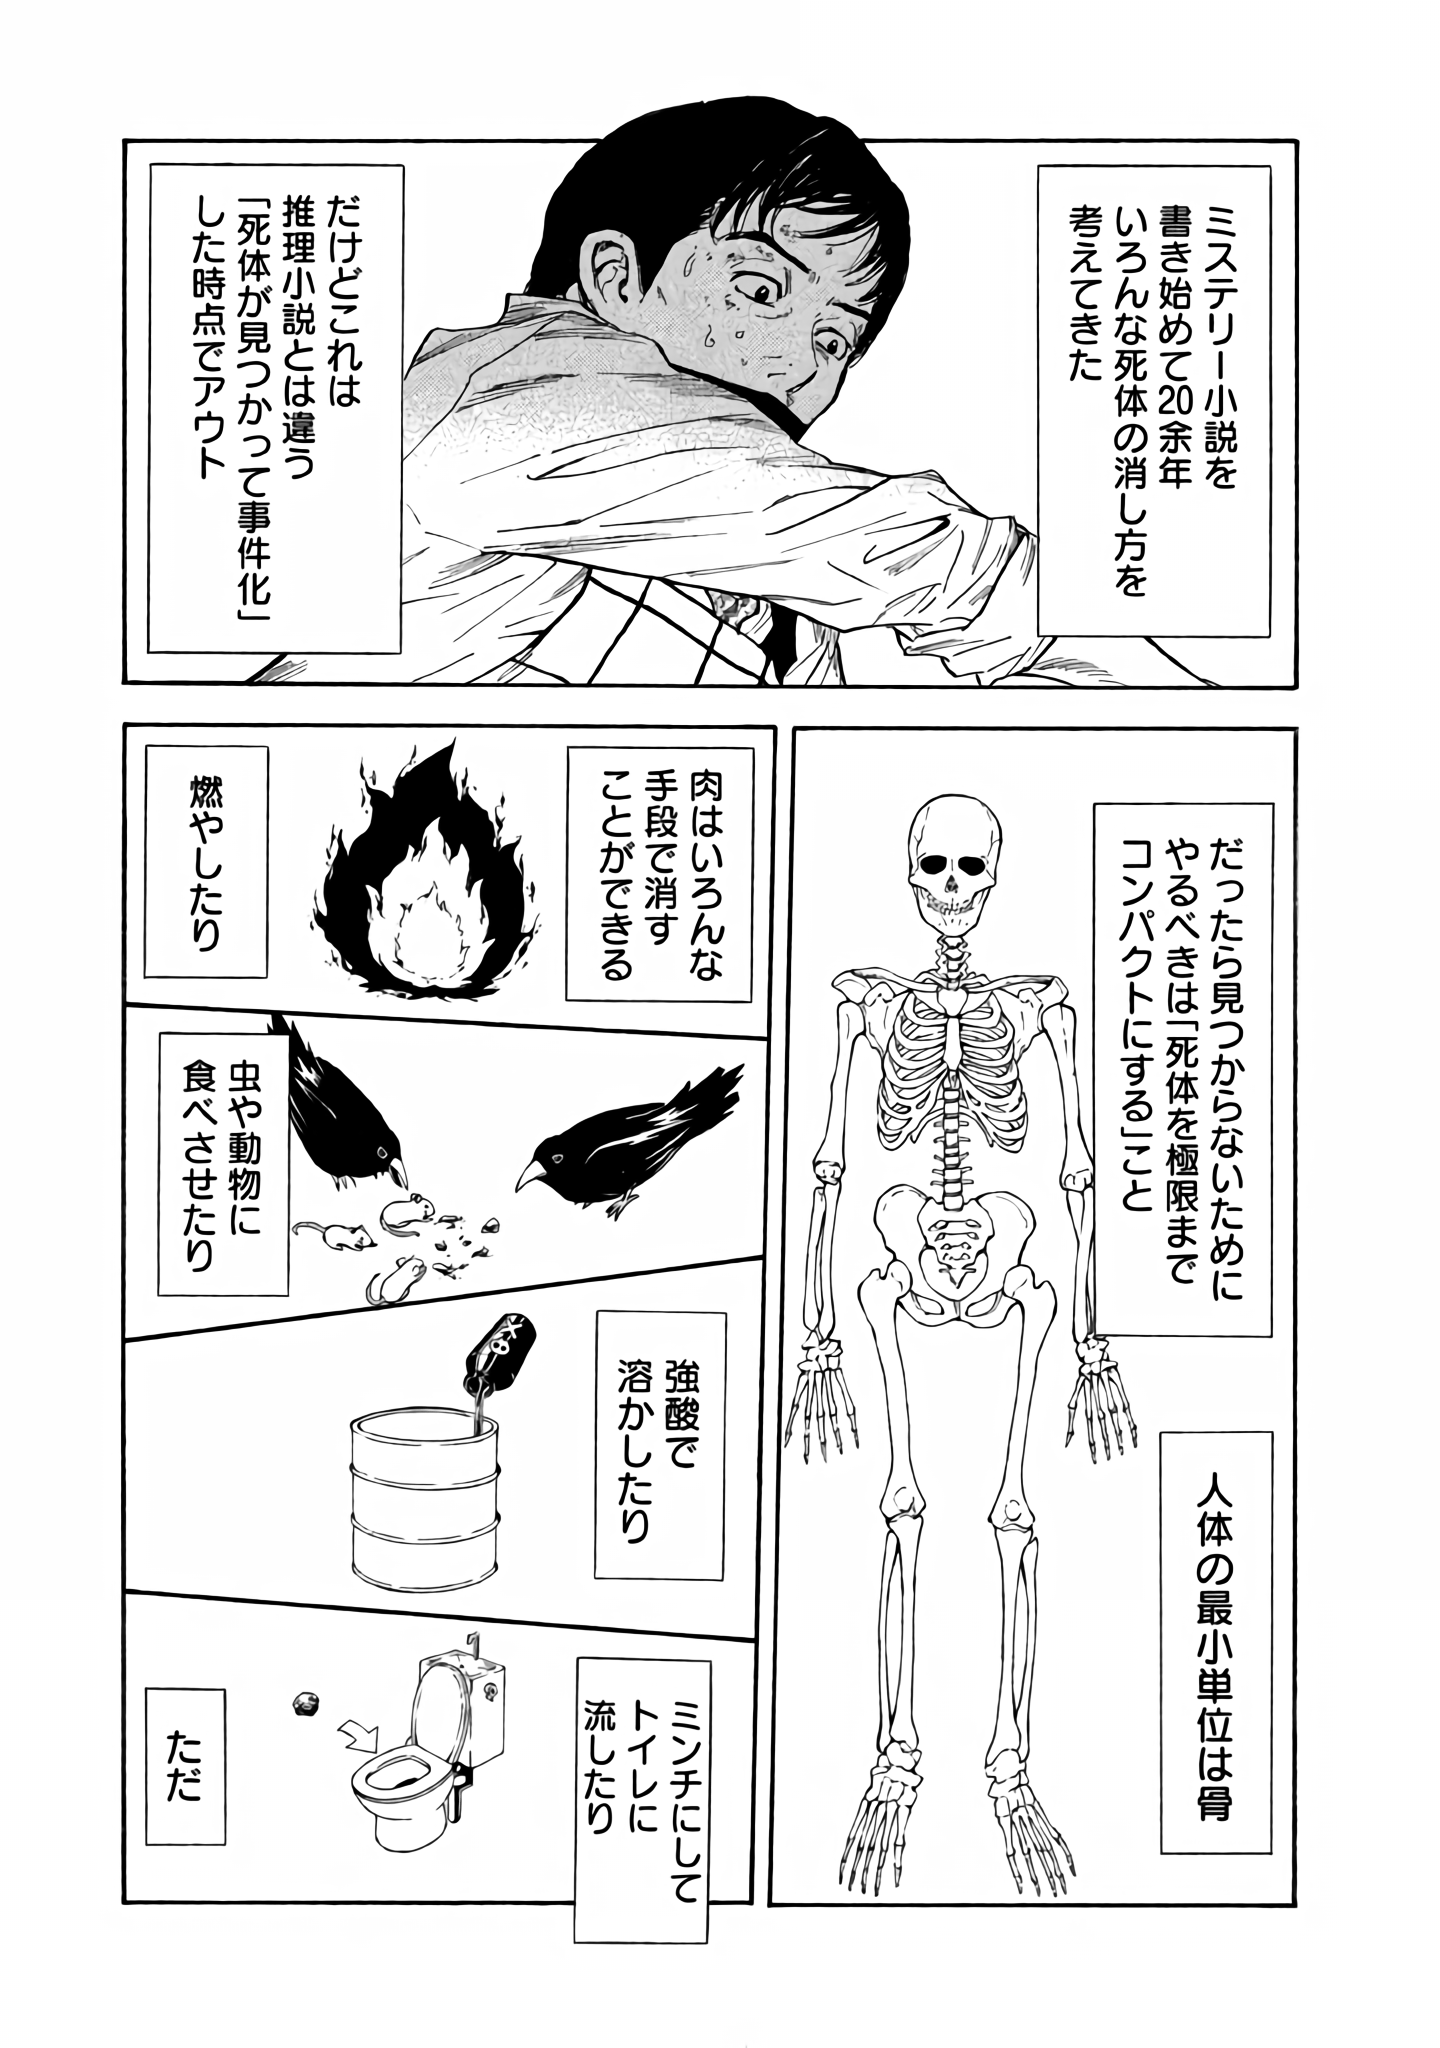 ミステリー小説を
書き始めて20余年
いろんな死体の消し方を
考えてきた
だけどこれは
推理小説とは違う
「死体が見つかって事件化」
した時点でアウト
だったら見つからないために
やるべきは「死体を極限まで
コンパクトにする」こと
人体の最小単位は骨
肉はいろんな
手段で消す
ことができる
燃やしたり
虫や動物に
食べさせたり
強酸で
溶かしたり
ミンチにして
トイレに
流したり
ただ